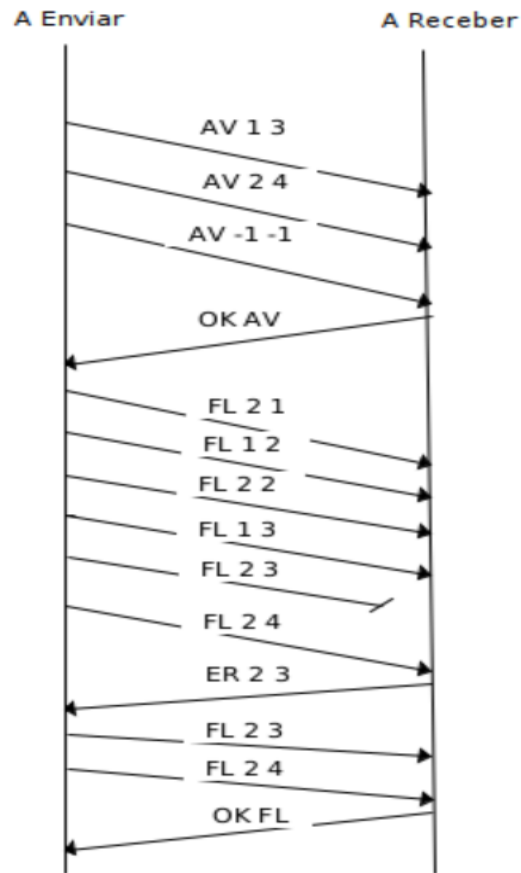 A Enviar
A Receber
AV 1 3
AV 2 4
AV -1 -1
OK AV
FL 2 1
FL 1 2
FL 2 2
FL 1 3
FL 2 3
FL 2 4
ER 2 3
FL 2 3
FL 2 4
OK FL